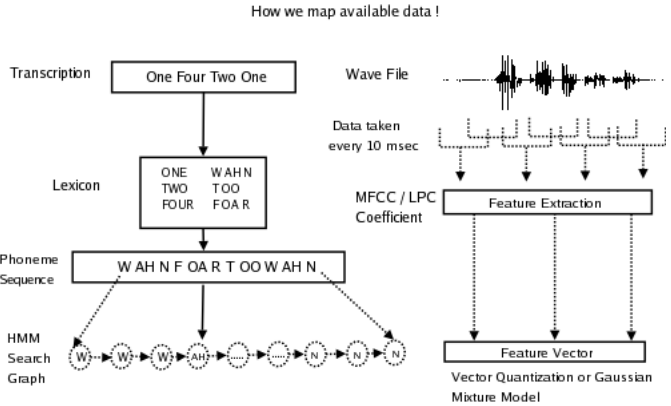 How we map available data !
Transcription
One Four Two One
Lexicon
ONE WAHN
TWO TOO
FOUR FOAR
Phoneme
Sequence
W AH N F OA R T OO W AH N
HMM
Search
Graph
W W W AH .... ..... N N N
Wave File
Data taken
every 10 msec
MFCC / LPC
Coefficient
Feature Extraction
Feature Vector
Vector Quantization or Gaussian
Mixture Model